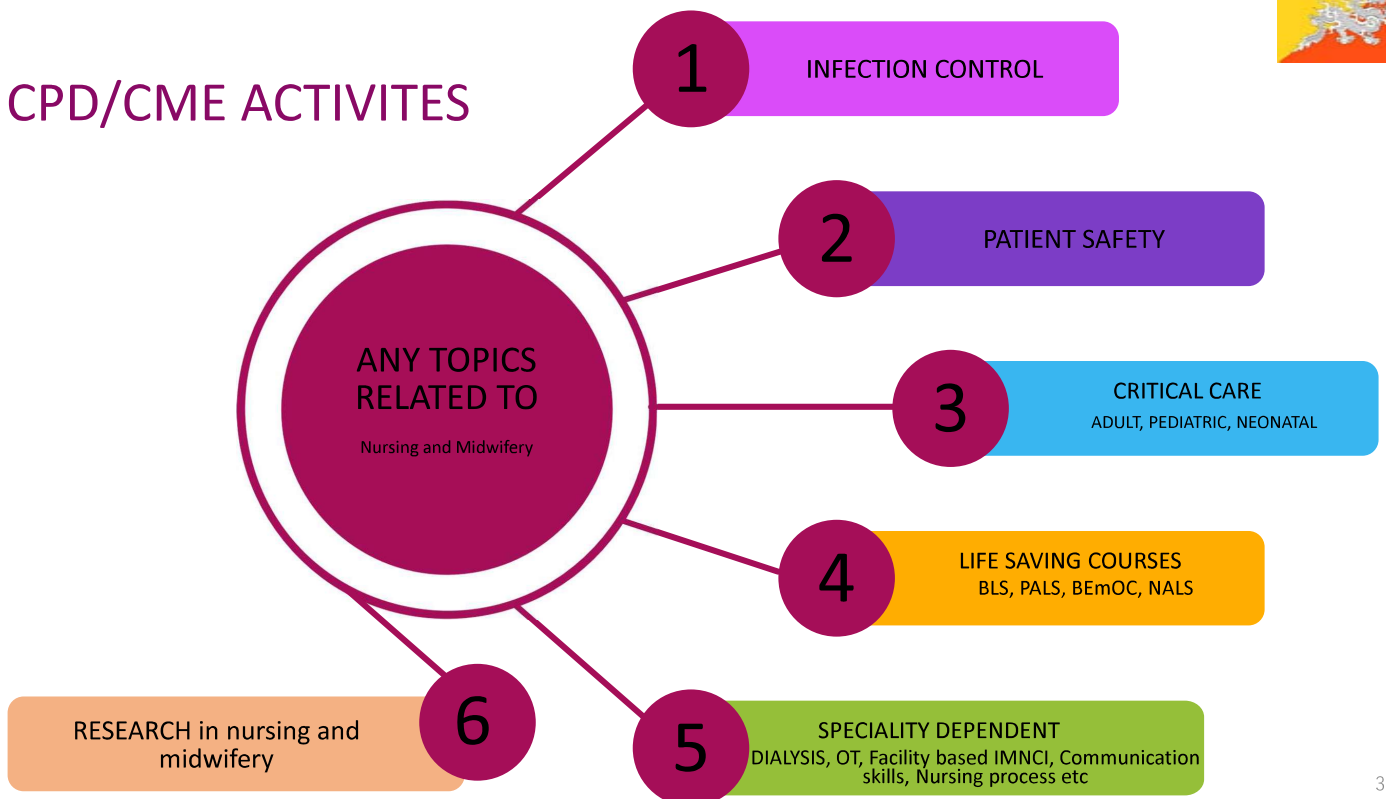 CPD/CME ACTIVITES
1
INFECTION CONTROL
2
PATIENT SAFETY
ANY TOPICS
RELATED TO
Nursing and Midwifery
3
CRITICAL CARE
ADULT, PEDIATRIC, NEONATAL
4
LIFE SAVING COURSES
BLS, PALS, BEmOC, NALS
5
SPECIALITY DEPENDENT
DIALYSIS, OT, Facility based IMNCI, Communication
skills, Nursing process etc
6
RESEARCH in nursing and
midwifery
3